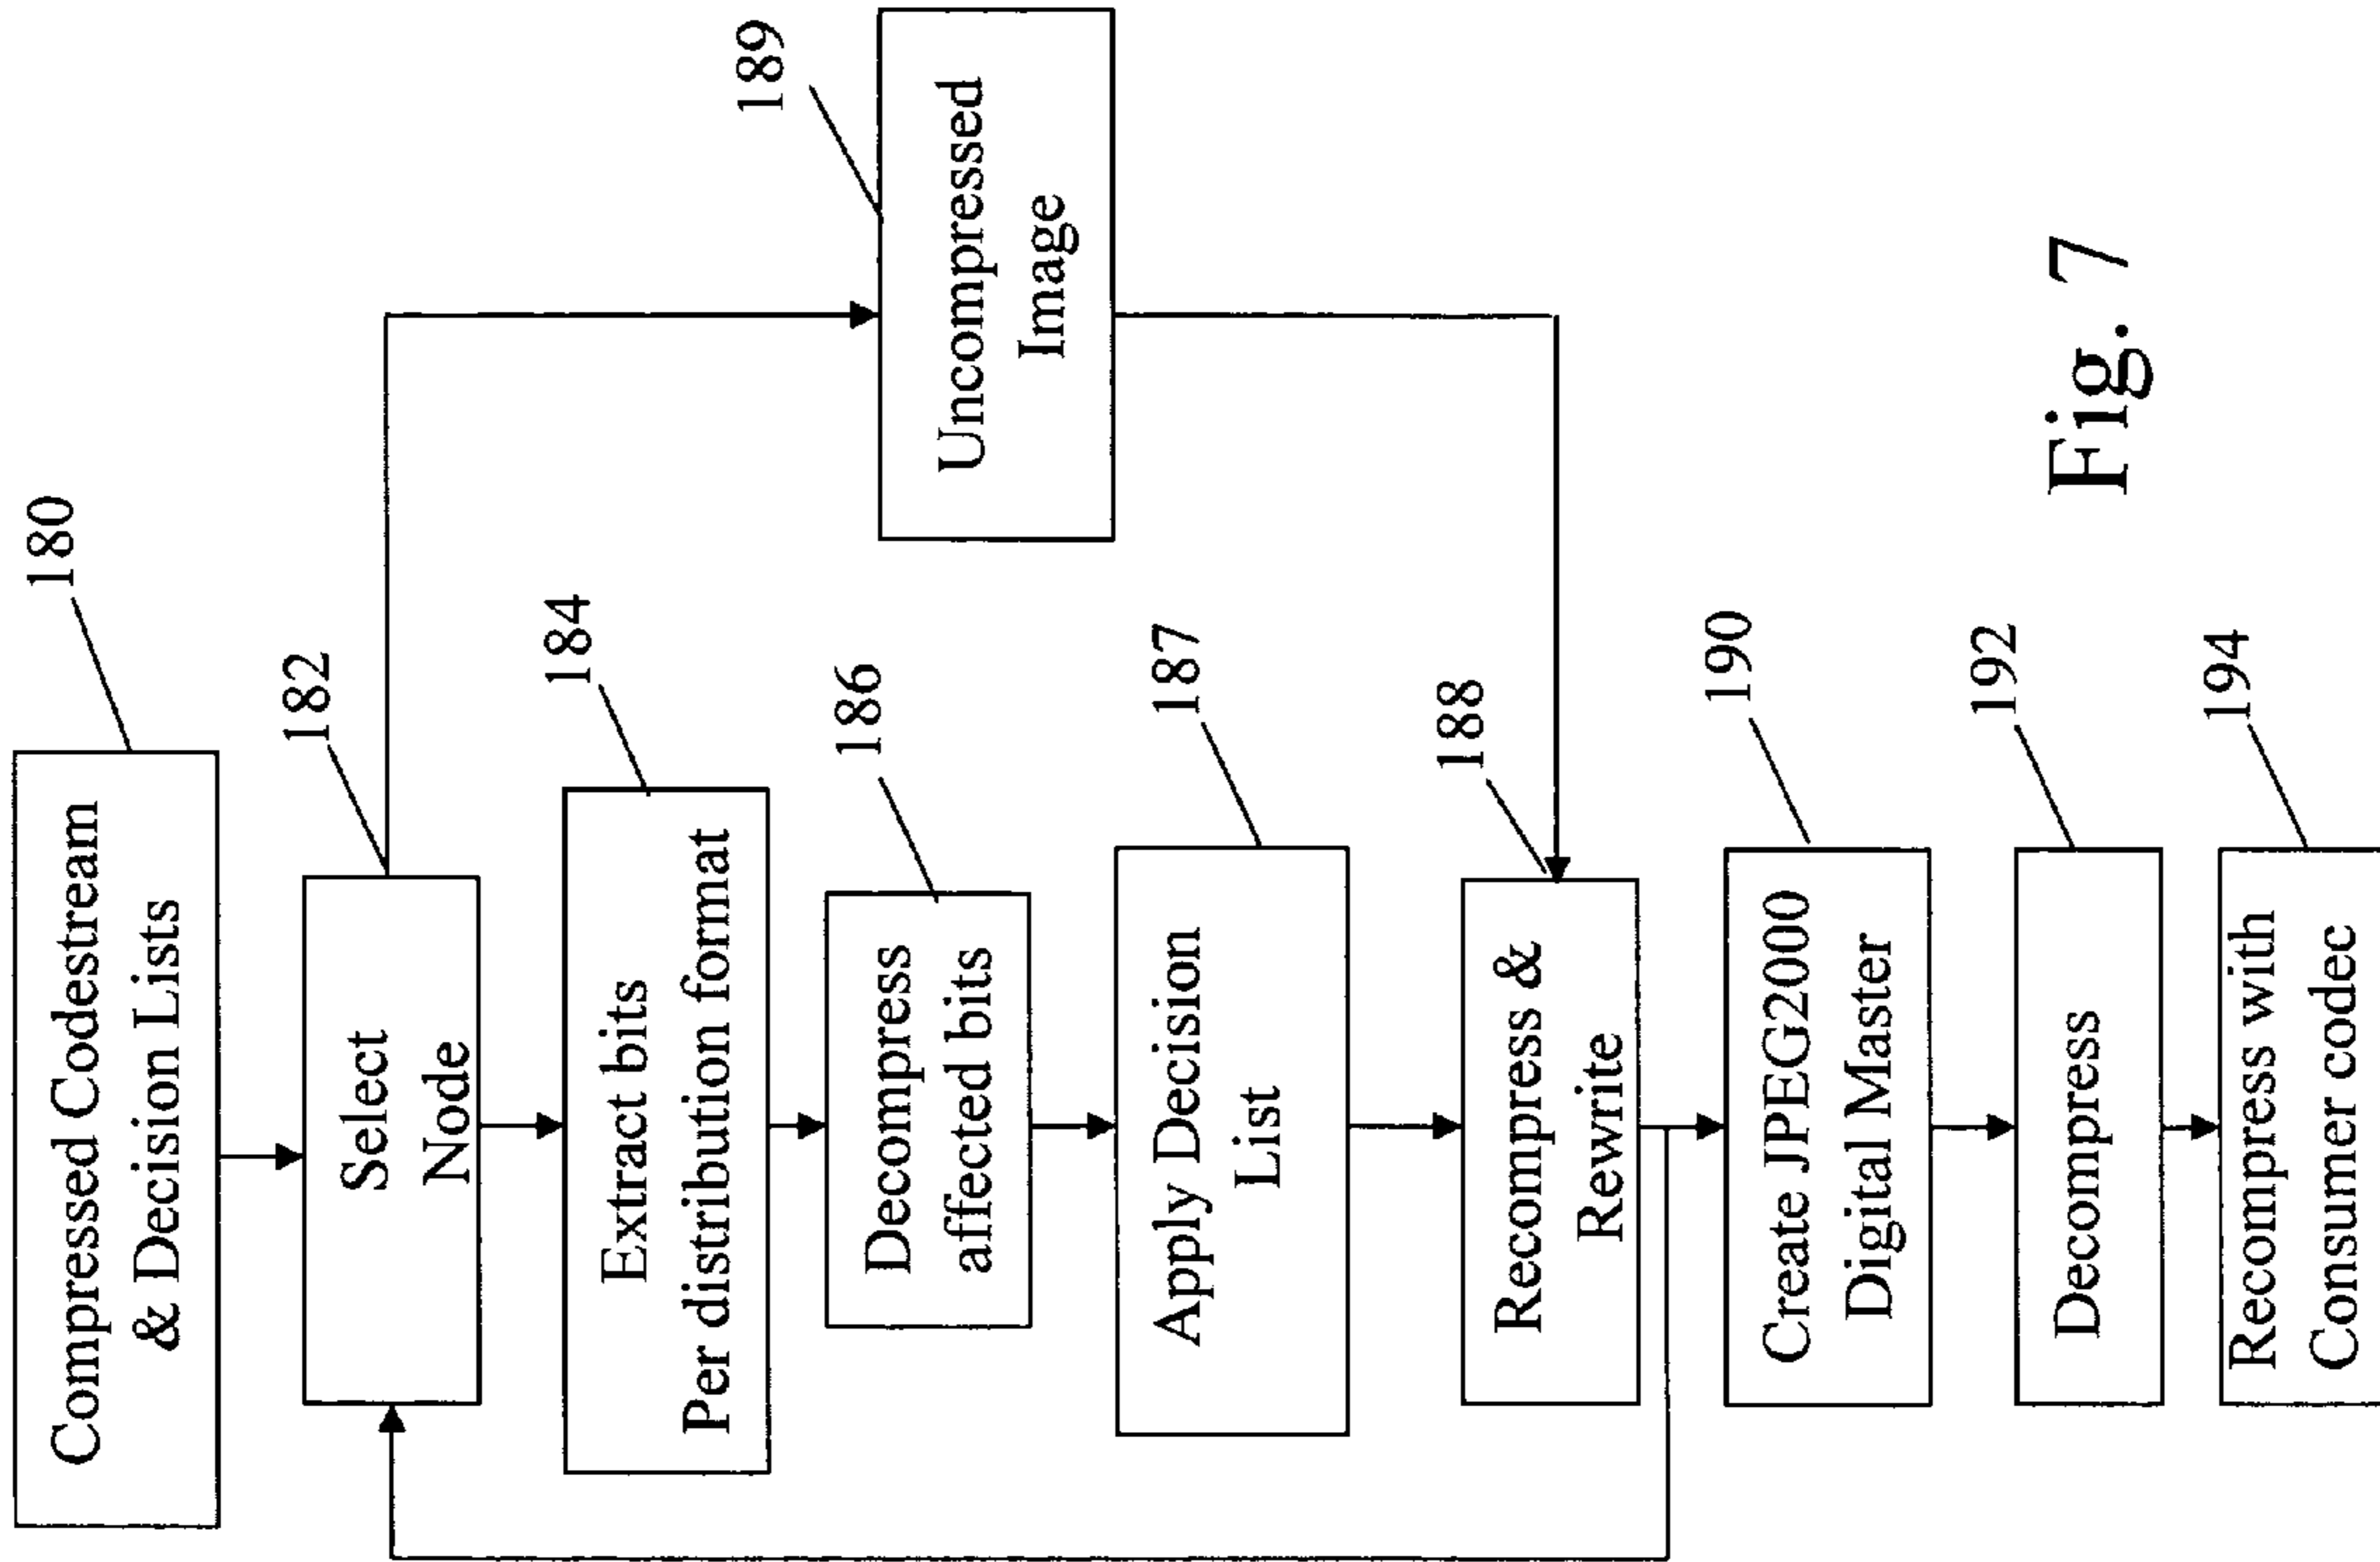 180
Compressed Codestream
& Decision Lists
182
Select
Node
184
Extract bits
Per distribution format
186
Decompress
affected bits
187
Apply Decision
List
189
Uncompressed
Image
188
Recompress &
Rewrite
190
Create JPEG2000
Digital Master
192
Decompress
194
Recompress with
Consumer codec
Fig. 7